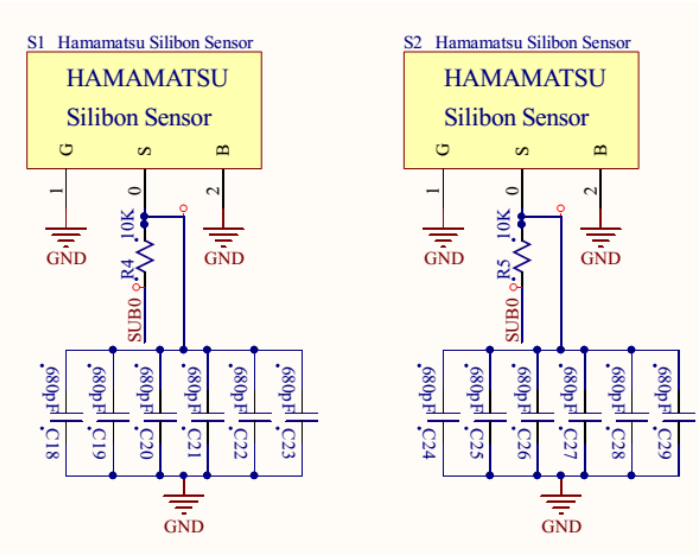 S1 Hamamatsu Silibon Sensor
HAMAMATSU
Silibon Sensor
G
S
B
1
0
2
10K
R4
GND
GND
SUB0
680pF
680pF
680pF
680pF
680pF
680pF
C18
C19
C20
C21
C22
C23
GND
S2 Hamamatsu Silibon Sensor
HAMAMATSU
Silibon Sensor
G
S
B
1
0
2
10K
R5
GND
GND
SUB0
680pF
680pF
680pF
680pF
680pF
680pF
C24
C25
C26
C27
C28
C29
GND